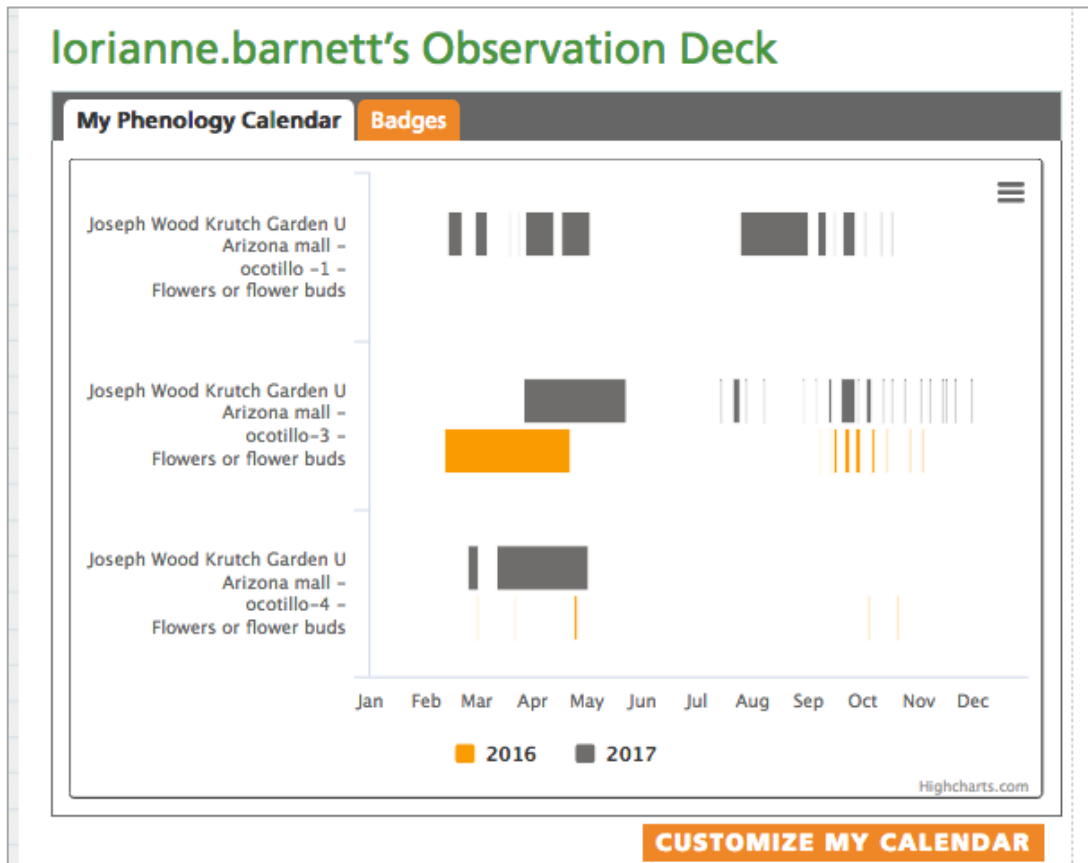 lorianne.barnett's Observation Deck
My Phenology Calendar Badges
Joseph Wood Krutch Garden U
Arizona mall –
ocotillo -1 –
Flowers or flower buds
Joseph Wood Krutch Garden U
Arizona mall –
ocotillo-3 –
Flowers or flower buds
Joseph Wood Krutch Garden U
Arizona mall –
ocotillo-4 –
Flowers or flower buds
Jan Feb Mar Apr May Jun Jul Aug Sep Oct Nov Dec
2016 2017
Highcharts.com
CUSTOMIZE MY CALENDAR